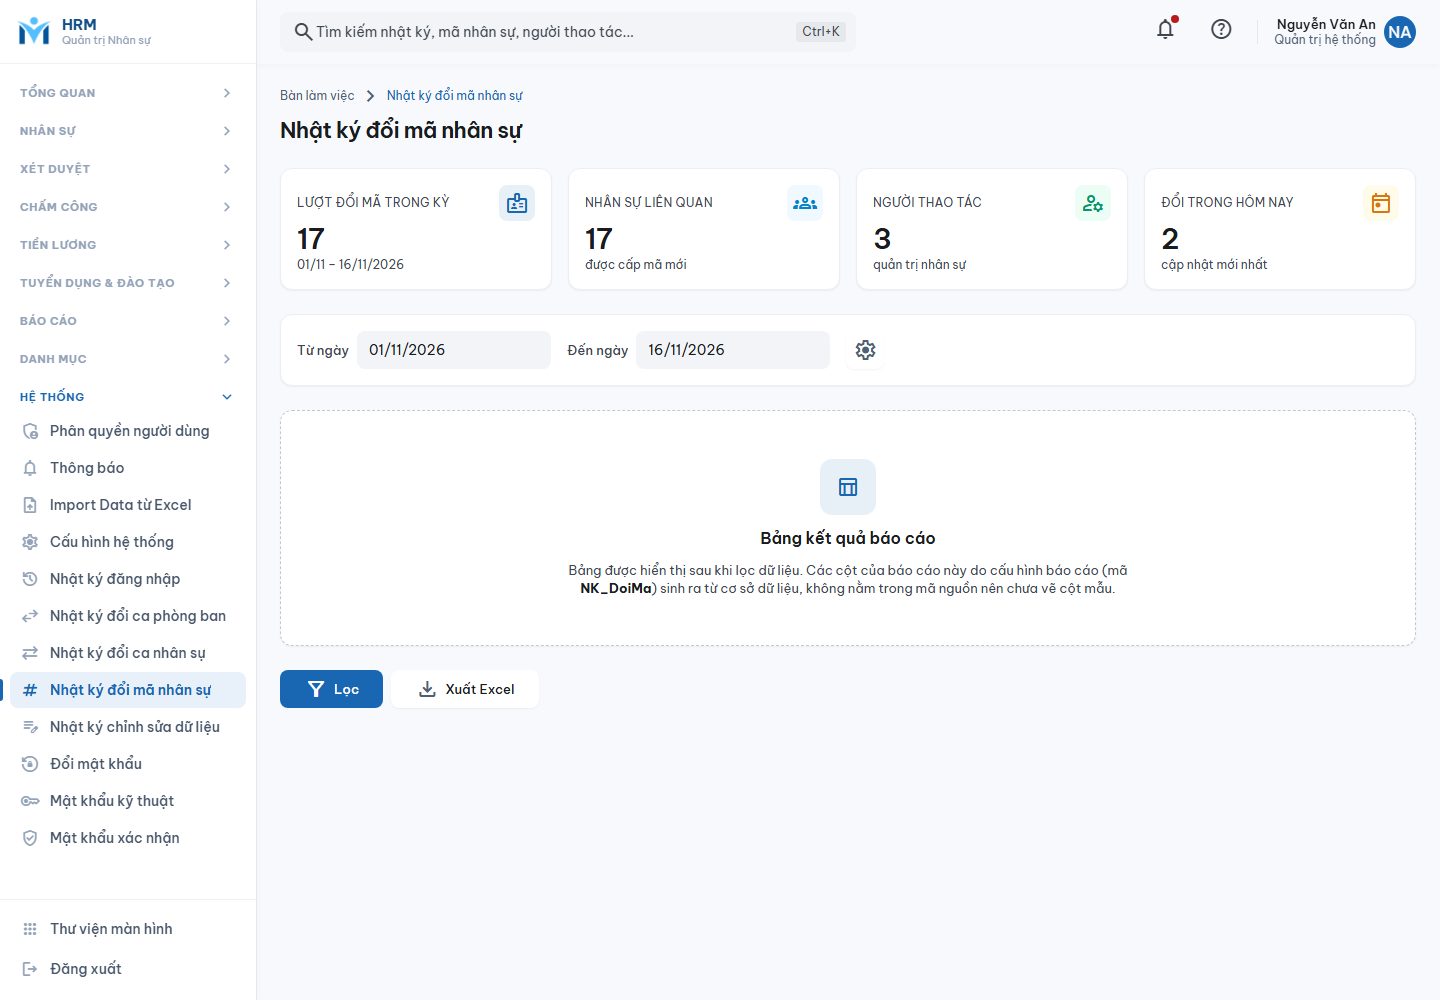 HRM
Quản trị Nhân sự
Tìm kiếm nhật ký, mã nhân sự, người thao tác...
Ctrl+K
Nguyễn Văn An
Quản trị hệ thống
NA
TỔNG QUAN
NHÂN SỰ
XÉT DUYỆT
CHẤM CÔNG
TIỀN LƯƠNG
TUYỂN DỤNG & ĐÀO TẠO
BÁO CÁO
DANH MỤC
HỆ THỐNG
Phân quyền người dùng
Thông báo
Import Data từ Excel
Cấu hình hệ thống
Nhật ký đăng nhập
Nhật ký đổi ca phòng ban
Nhật ký đổi ca nhân sự
Nhật ký đổi mã nhân sự
Nhật ký chỉnh sửa dữ liệu
Đổi mật khẩu
Mật khẩu kỹ thuật
Mật khẩu xác nhận
Thư viện màn hình
Đăng xuất
Bàn làm việc
Nhật ký đổi mã nhân sự
Nhật ký đổi mã nhân sự
LƯỢT ĐỔI MÃ TRONG KỲ
17
01/11 – 16/11/2026
NHÂN SỰ LIÊN QUAN
17
được cấp mã mới
NGƯỜI THAO TÁC
3
quản trị nhân sự
ĐỔI TRONG HÔM NAY
2
cập nhật mới nhất
Từ ngày
01/11/2026
Đến ngày
16/11/2026
Bảng kết quả báo cáo
Bảng được hiển thị sau khi lọc dữ liệu. Các cột của báo cáo này do cấu hình báo cáo (mã
NK_DoiMa) sinh ra từ cơ sở dữ liệu, không nằm trong mã nguồn nên chưa vẽ cột mẫu.
Lọc
Xuất Excel